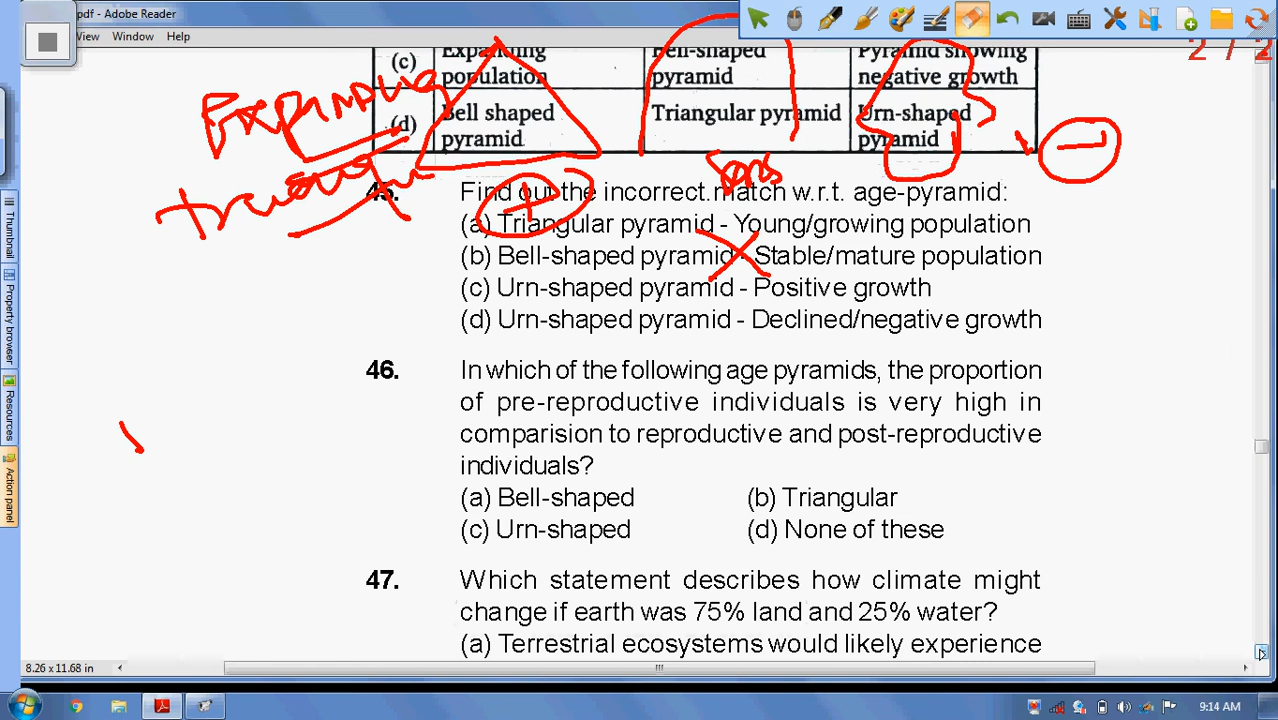 .pdf - Adobe Reader
View Window Help
2 7 2
(c) Expanding population Bell-shaped pyramid Pyramid showing negative growth
(d) Bell shaped pyramid Triangular pyramid Urn-shaped pyramid
45. Find out the incorrect match w.r.t. age-pyramid:
(a) Triangular pyramid - Young/growing population
(b) Bell-shaped pyramid - Stable/mature population
(c) Urn-shaped pyramid - Positive growth
(d) Urn-shaped pyramid - Declined/negative growth
46. In which of the following age pyramids, the proportion
of pre-reproductive individuals is very high in
comparision to reproductive and post-reproductive
individuals?
(a) Bell-shaped (b) Triangular
(c) Urn-shaped (d) None of these
47. Which statement describes how climate might
change if earth was 75% land and 25% water?
(a) Terrestrial ecosystems would likely experience
Thumbnail
Property browser
Resources
Action panel
8.26 x 11.68 in
9:14 AM